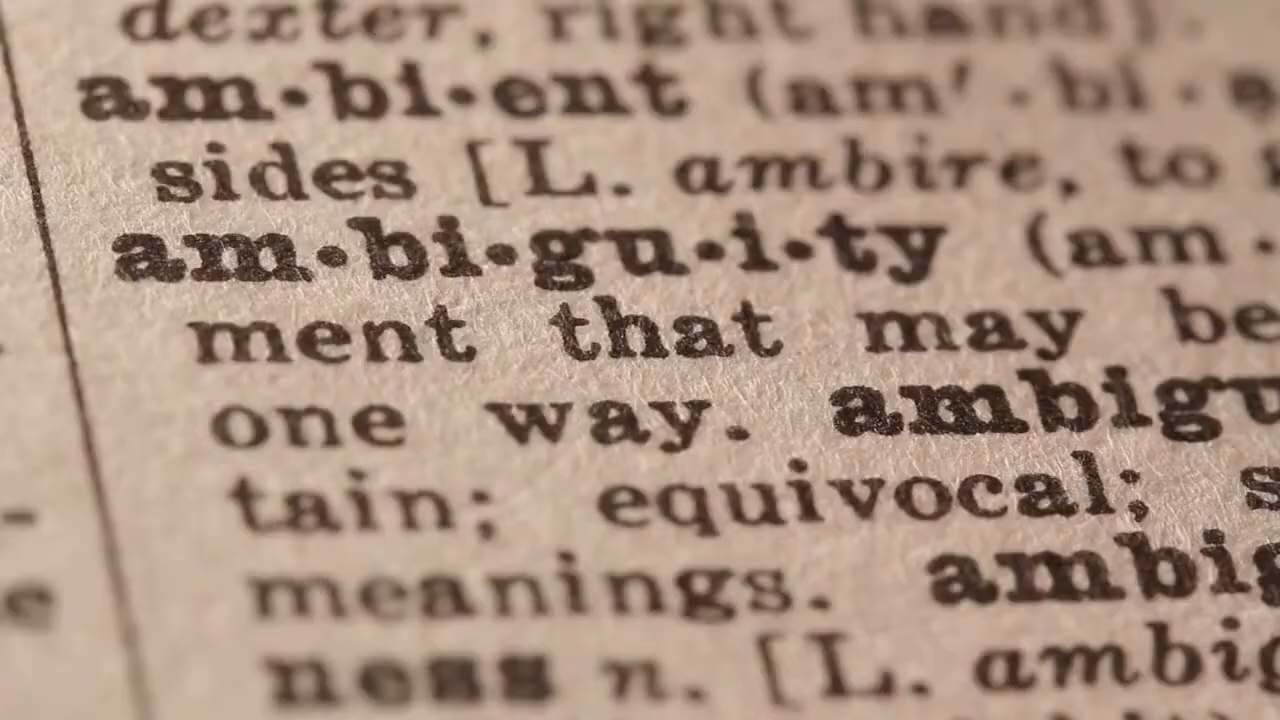 dexter, right hand].
am·bi·ent (am′·bi·
sides [L. ambire, to
am·bi·gu·i·ty (am·
ment that may be
one way. ambigu
tain; equivocal; s
meanings. ambig
ness n. [L. ambig